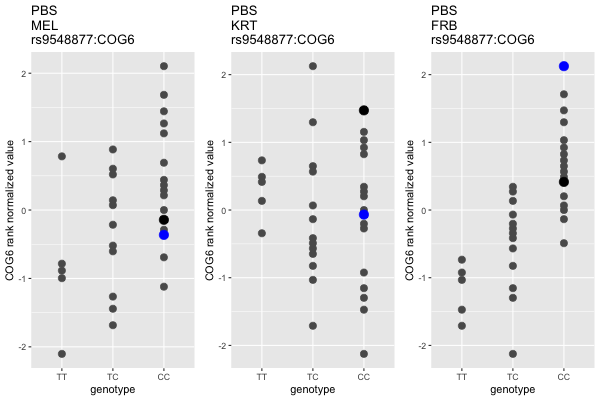 PBS
MEL
rs9548877:COG6
COG6 rank normalized value
2
1
0
-1
-2
TT TC CC
genotype
PBS
KRT
rs9548877:COG6
COG6 rank normalized value
2
1
0
-1
-2
TT TC CC
genotype
PBS
FRB
rs9548877:COG6
COG6 rank normalized value
2
1
0
-1
-2
TT TC CC
genotype